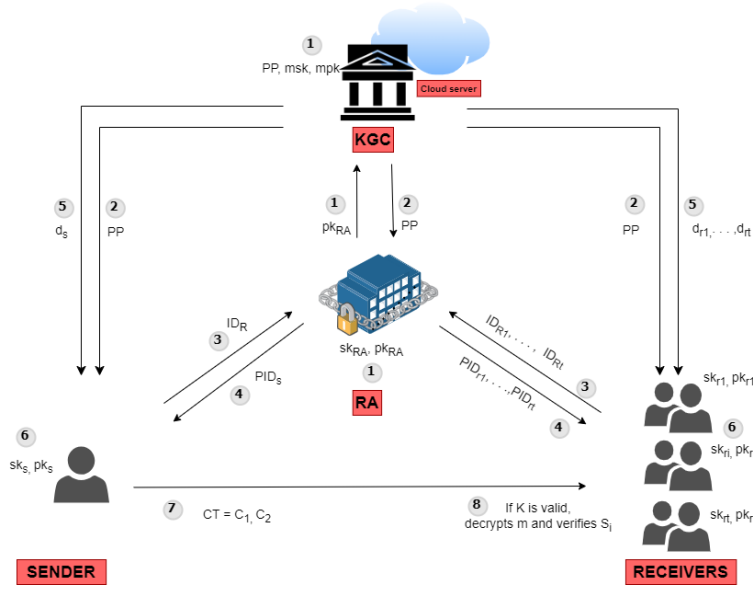 1
PP, msk, mpk
Cloud server
KGC
5
2
1
2
2
5
ds
PP
pkRA
PP
PP
dr1,. . . .,drt
IDR
3
PIDs
4
skRA, pkRA
1
RA
IDR1,. . . ., IDRt
PIDr1,. . . .,PIDrt
3
4
skr1, pkr1
6
sks, pks
6
skri, pkr
skrt, pkr
7
CT = C1, C2
8
If K is valid,
decrypts m and verifies Si
SENDER
RECEIVERS